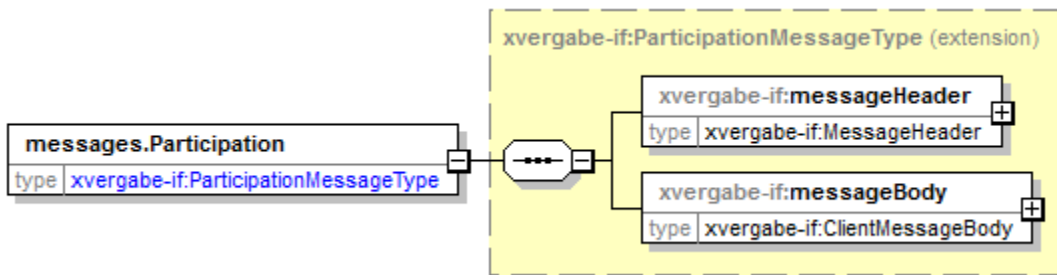 xvergabe-if:ParticipationMessageType (extension)
xvergabe-if:messageHeader
type xvergabe-if:MessageHeader
messages.Participation
type xvergabe-if:ParticipationMessageType
xvergabe-if:messageBody
type xvergabe-if:ClientMessageBody